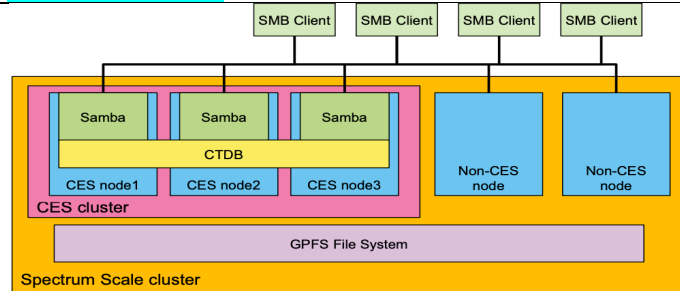 SMB Client
SMB Client
SMB Client
SMB Client
Samba
Samba
Samba
CTDB
CES node1
CES node2
CES node3
Non-CES
node
Non-CES
node
CES cluster
GPFS File System
Spectrum Scale cluster